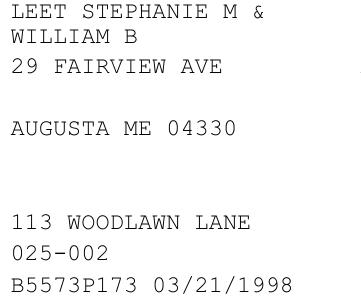 LEET STEPHANIE M &
WILLIAM B
29 FAIRVIEW AVE
AUGUSTA ME 04330
113 WOODLAWN LANE
025-002
B5573P173 03/21/1998